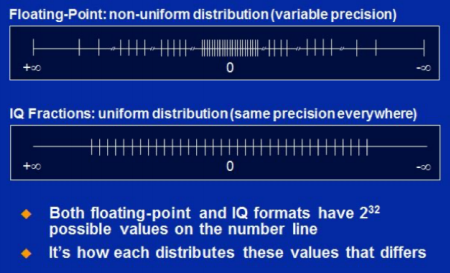 Floating-Point: non-uniform distribution (variable precision)
+∞ 0 -∞
IQ Fractions: uniform distribution (same precision everywhere)
+∞ 0 -∞
Both floating-point and IQ formats have 2³²
possible values on the number line
It's how each distributes these values that differs